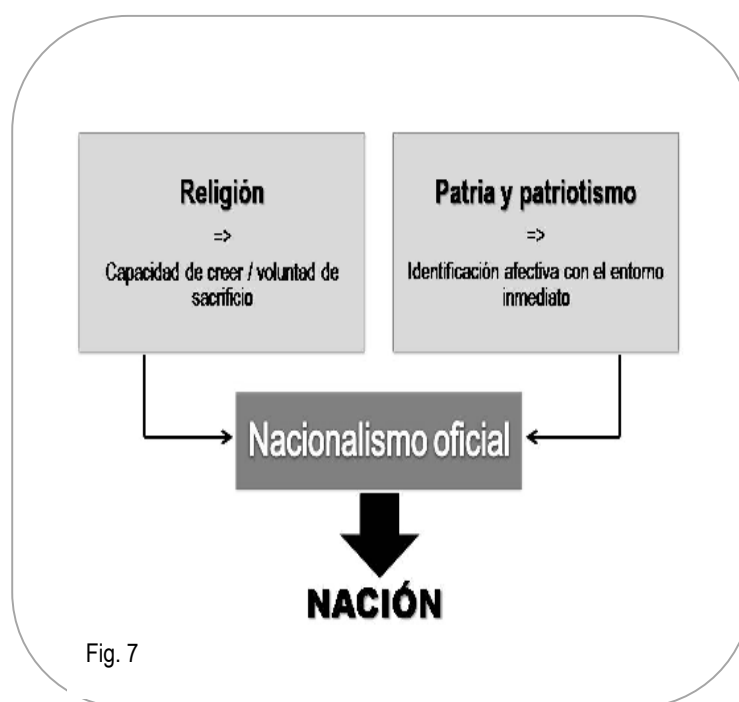 Religión
=>
Capacidad de creer / voluntad de
sacrificio
Patria y patriotismo
=>
Identificación afectiva con el entorno
inmediato
Nacionalismo oficial
NACIÓN
Fig. 7